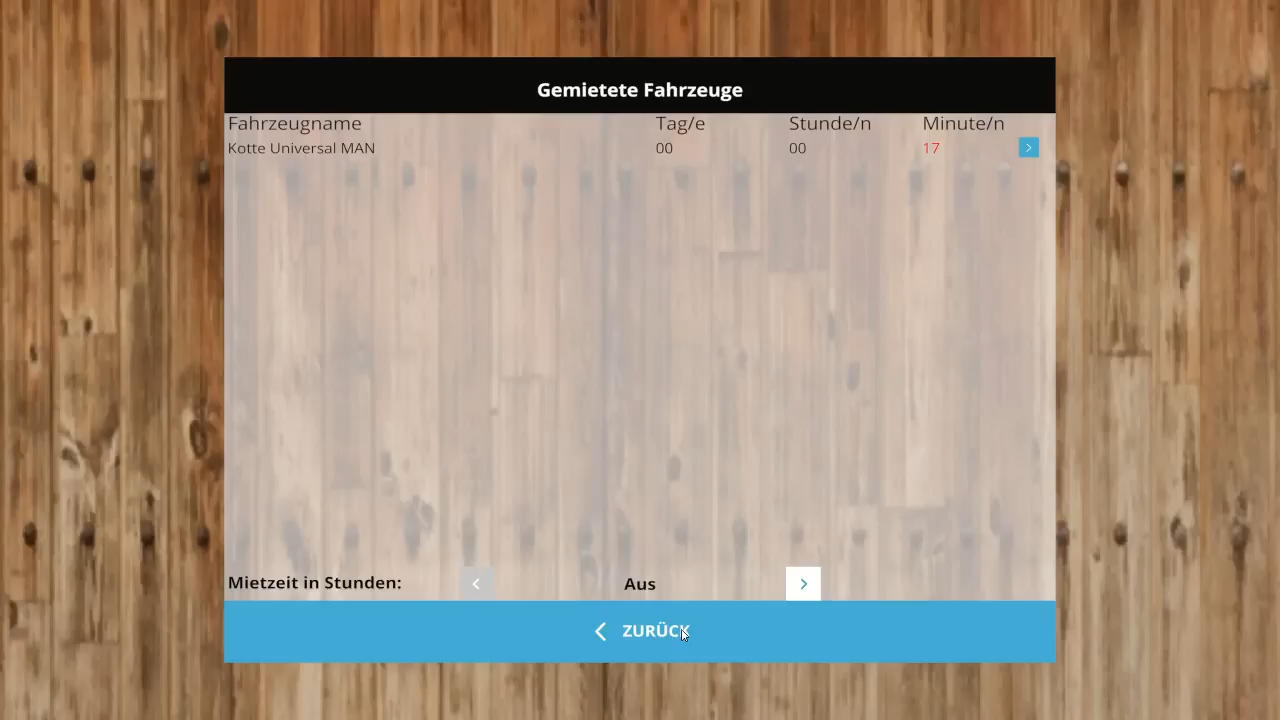 Gemietete Fahrzeuge
Fahrzeugname Tag/e Stunde/n Minute/n
Kotte Universal MAN 00 00 17
Mietzeit in Stunden: Aus
ZURÜCK